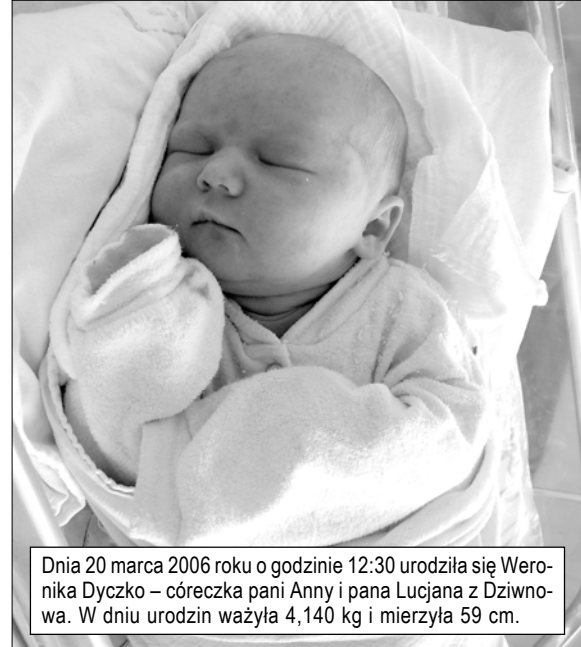 Dnia 20 marca 2006 roku o godzinie 12:30 urodziła się Wero-
nika Dyczko – córeczka pani Anny i pana Lucjana z Dziwno-
wa. W dniu urodzin ważyła 4,140 kg i mierzyła 59 cm.